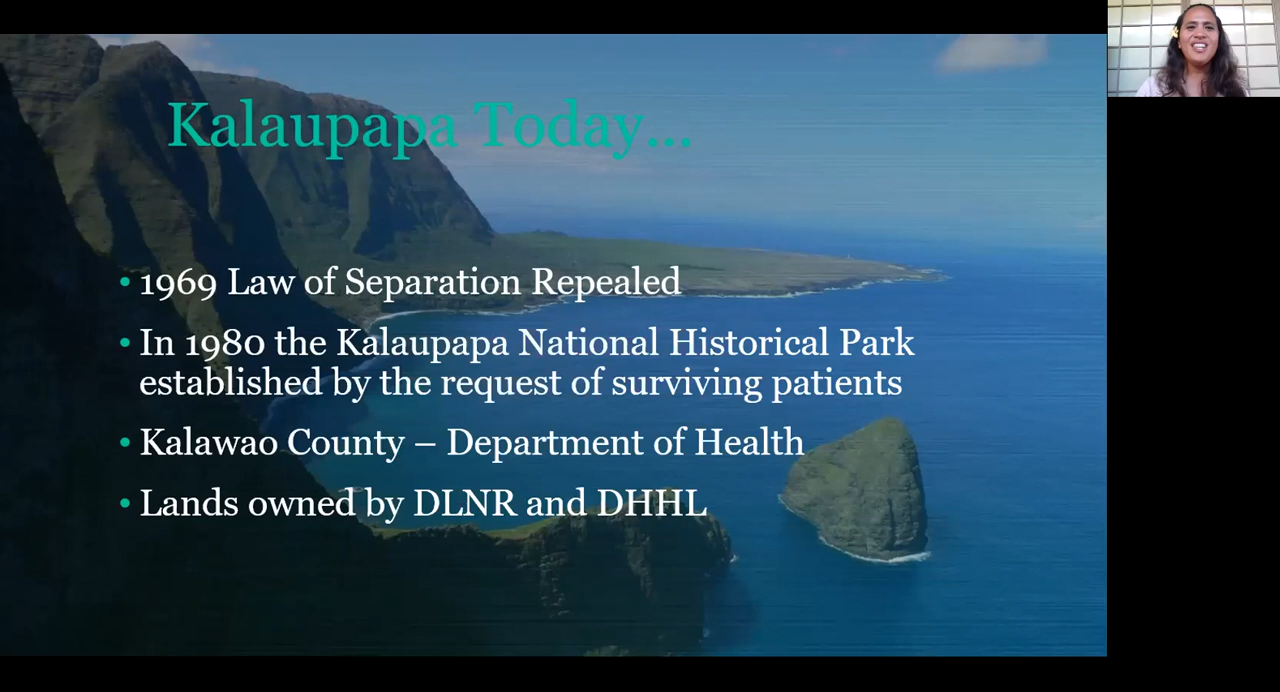 Kalaupapa Today...
• 1969 Law of Separation Repealed
• In 1980 the Kalaupapa National Historical Park
established by the request of surviving patients
• Kalawao County – Department of Health
• Lands owned by DLNR and DHHL